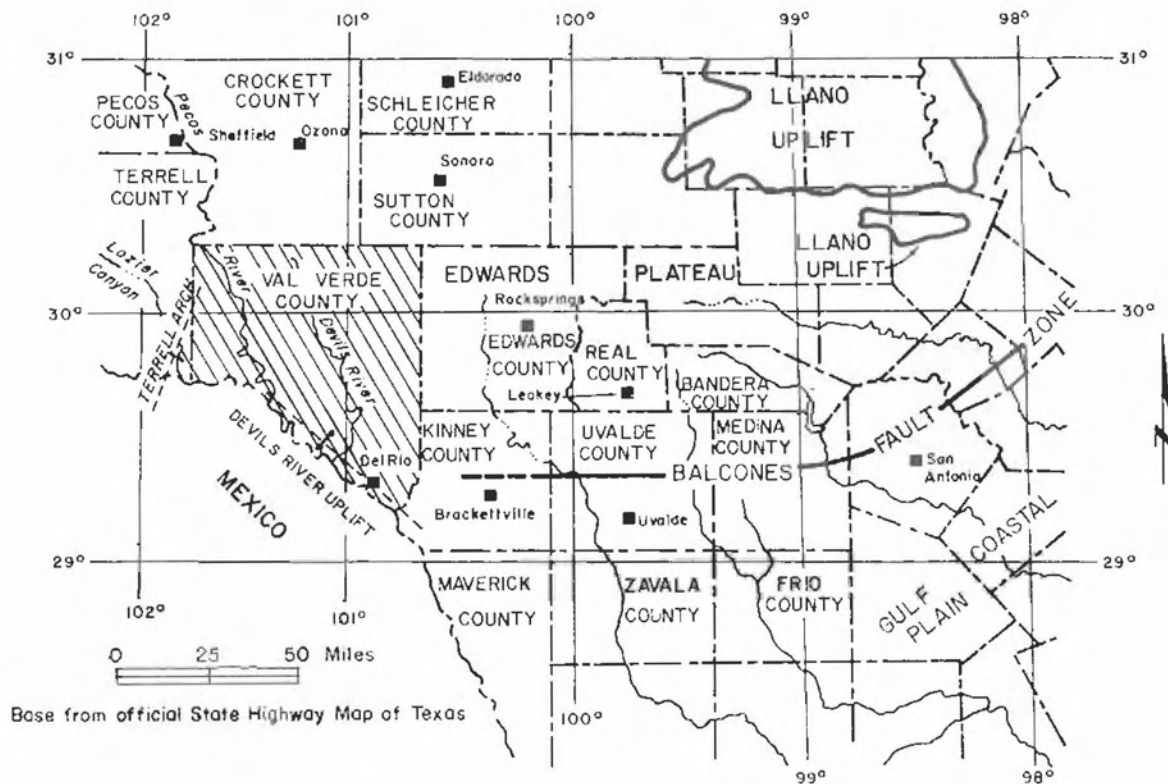 102°
101°
100°
99°
98°
31°
31°
CROCKETT
COUNTY
Eldorado
SCHLEICHER
COUNTY
LLANO
UPLIFT
PECOS
COUNTY
Pecos
Sheffield
Ozona
Sonora
TERRELL
COUNTY
SUTTON
COUNTY
LLANO
UPLIFT
Lozier
Canyon
River
VAL VERDE
COUNTY
EDWARDS
PLATEAU
Rocksprings
30°
30°
TERRELL ARCH
Devils River
EDWARDS
COUNTY
REAL
COUNTY
Leakey
BANDERA
COUNTY
ZONE
KINNEY
COUNTY
UVALDE
COUNTY
MEDINA
COUNTY
FAULT
BALCONES
San
Antonio
DEVILS RIVER UPLIFT
Del Rio
MEXICO
Brackettville
Uvalde
COASTAL
29°
29°
102°
101°
MAVERICK
COUNTY
ZAVALA
COUNTY
FRIO
COUNTY
GULF
PLAIN
98°
0 25 50 Miles
Base from official State Highway Map of Texas
100°
99°